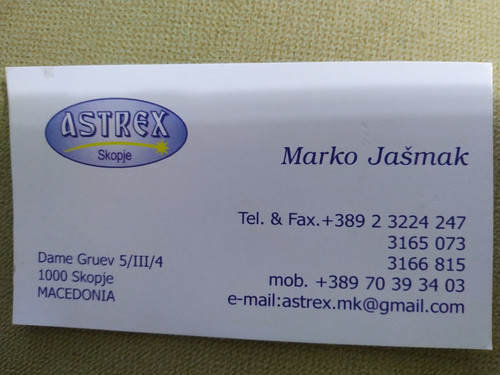 ASTREX
Skopje
Marko Jašmak
Tel. & Fax.+389 2 3224 247
3165 073
3166 815
mob. +389 70 39 34 03
e-mail:astrex.mk@gmail.com
Dame Gruev 5/III/4
1000 Skopje
MACEDONIA